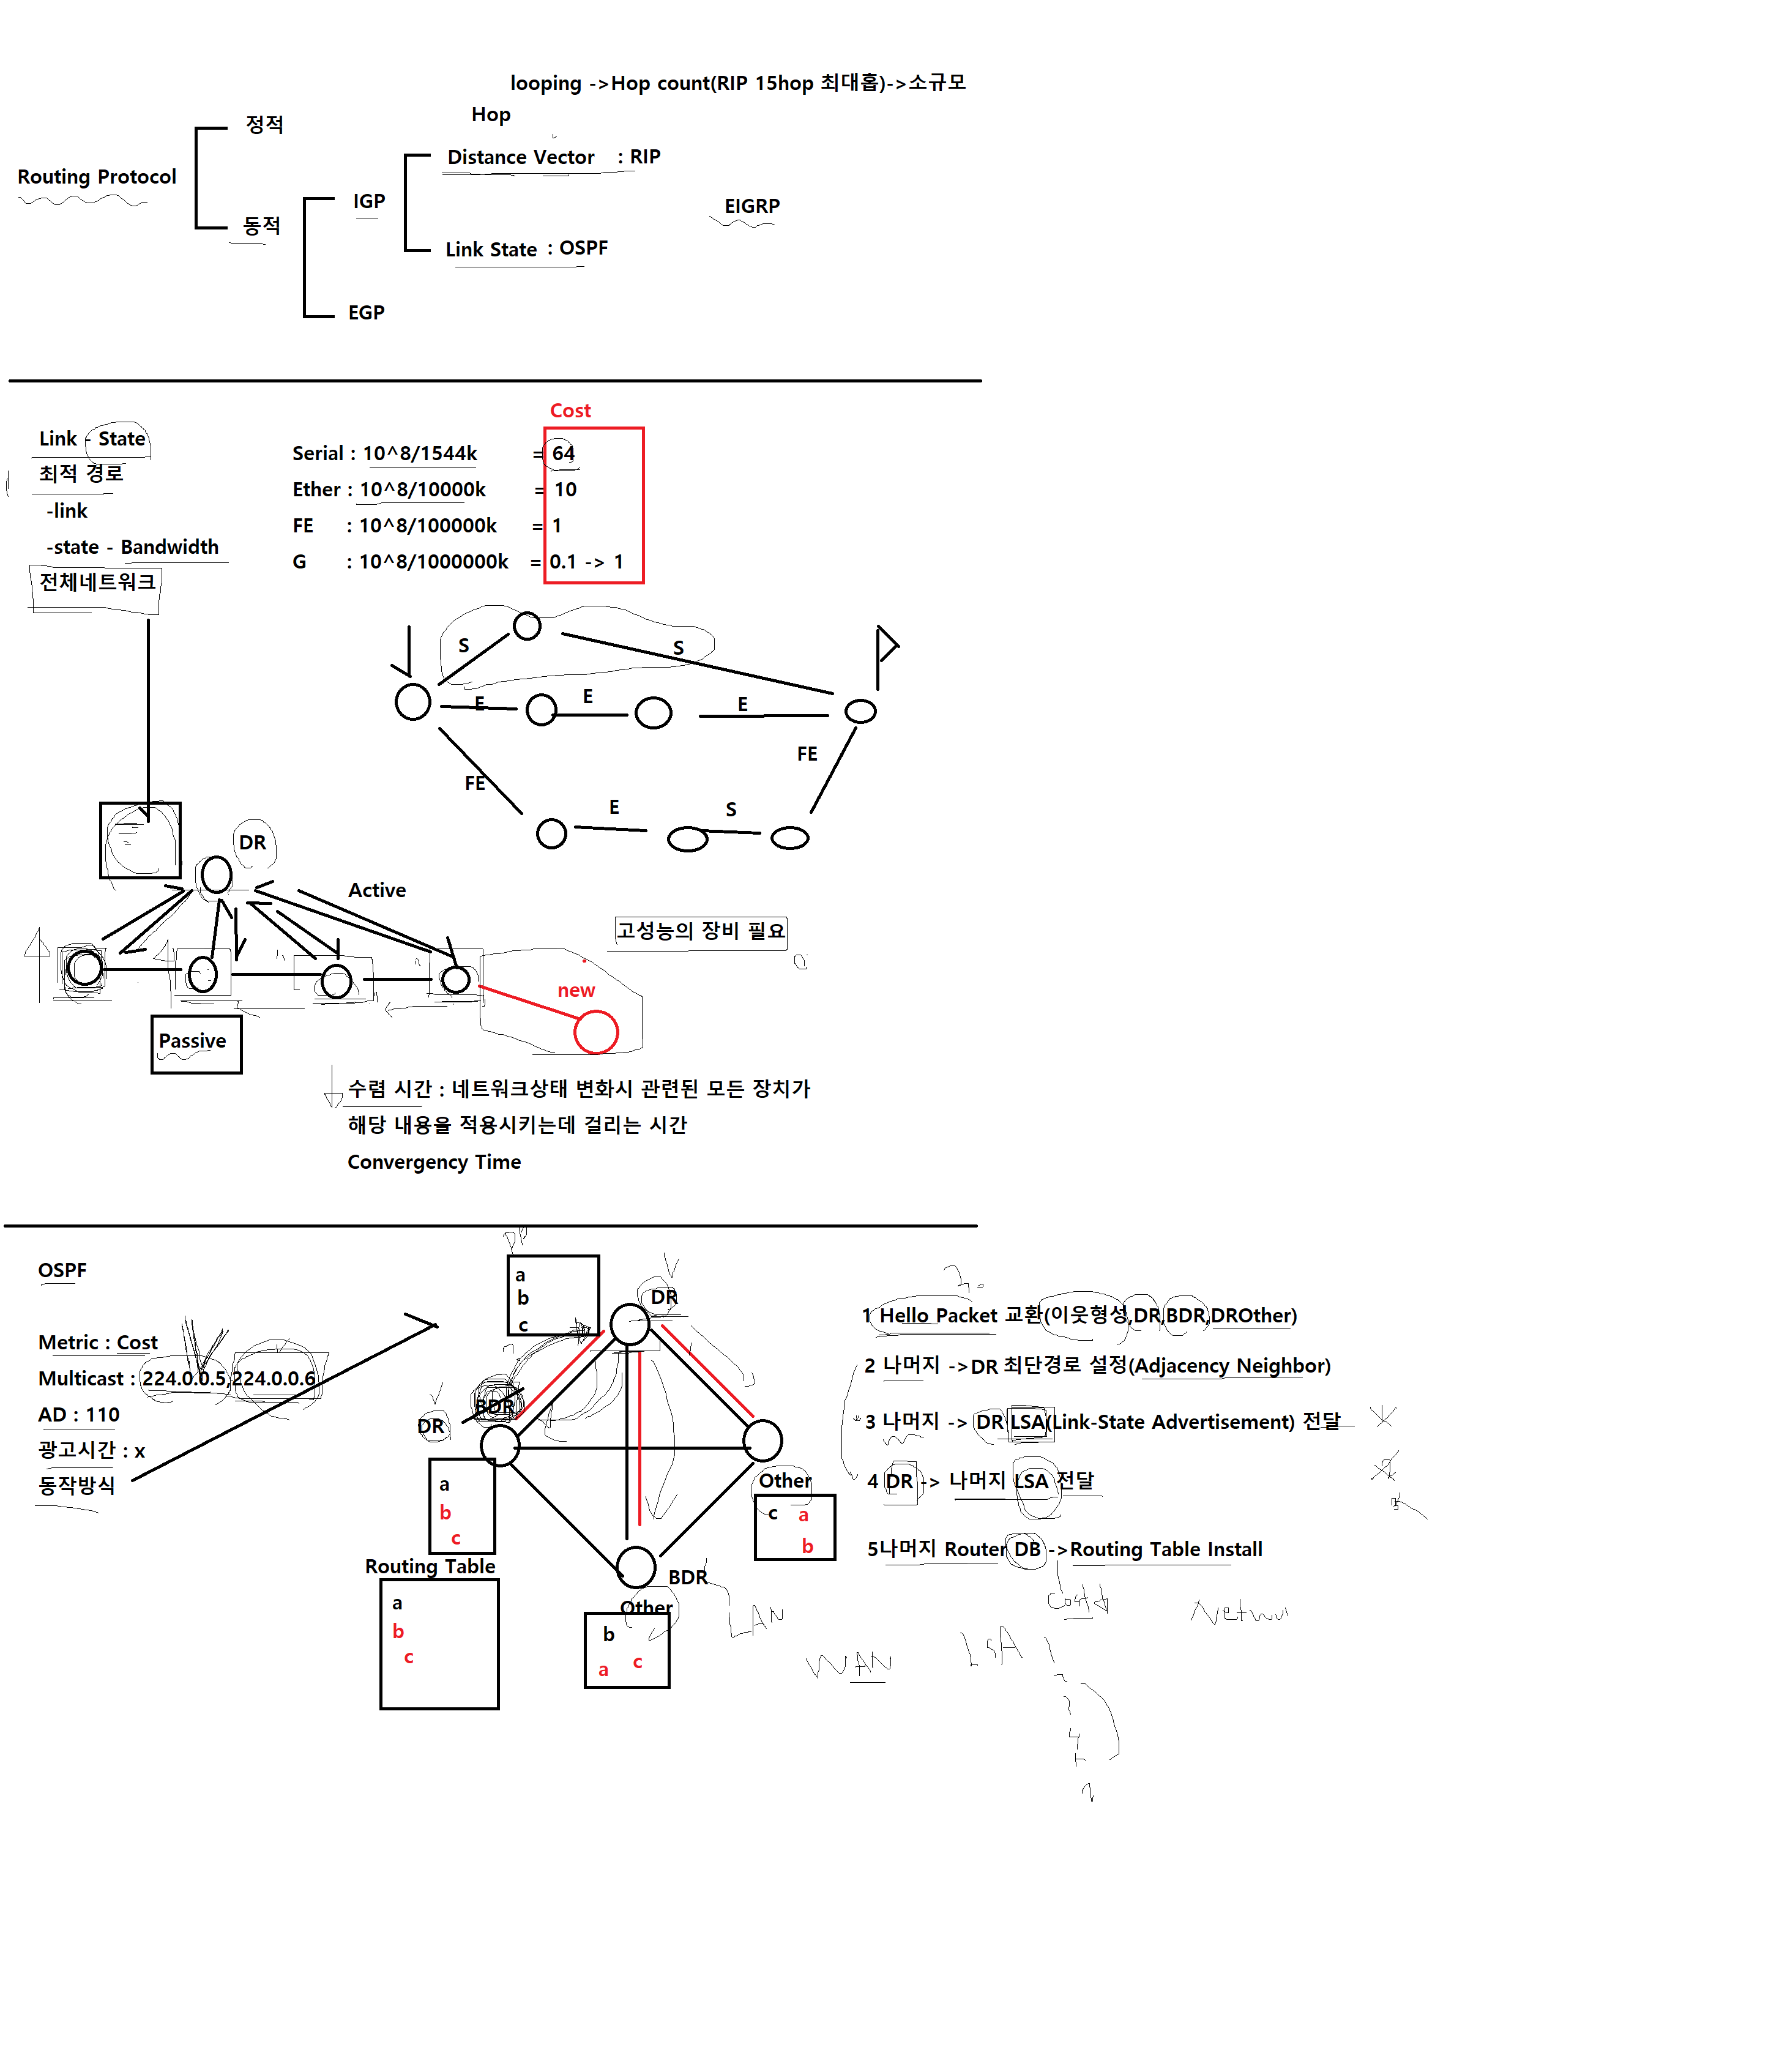 looping ->Hop count(RIP 15hop 최대홉)->소규모
Hop
정적
Distance Vector : RIP
Routing Protocol
IGP
EIGRP
동적
Link State : OSPF
EGP
Cost
Link - State
Serial : 10^8/1544k = 64
최적 경로
Ether : 10^8/10000k = 10
-link
FE : 10^8/100000k = 1
-state - Bandwidth
G : 10^8/1000000k = 0.1 -> 1
전체네트워크
S
S
E
E
E
FE
FE
E
S
DR
Active
고성능의 장비 필요
new
Passive
수렴 시간 : 네트워크상태 변화시 관련된 모든 장치가
해당 내용을 적용시키는데 걸리는 시간
Convergency Time
OSPF
Metric : Cost
Multicast : 224.0.0.5,224.0.0.6
AD : 110
광고시간 : x
동작방식
a
b
c
DR
BDR
DR
a
b
c
Routing Table
a
b
c
Other
c a
b
BDR
Other
b
a c
LAN
WAN
1 Hello Packet 교환(이웃형성,DR,BDR,DROther)
2 나머지 ->DR 최단경로 설정(Adjacency Neighbor)
3 나머지 -> DR LSA(Link-State Advertisement) 전달
4 DR -> 나머지 LSA 전달
5나머지 Router DB ->Routing Table Install
LSA 1